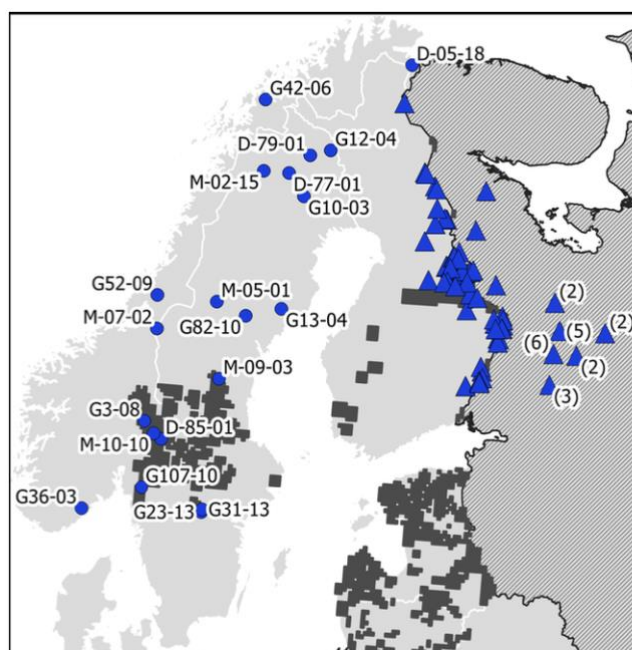 D-05-18
G42-06
D-79-01
G12-04
M-02-15
D-77-01
G10-03
G52-09
M-05-01
M-07-02
G82-10
G13-04
(2)
(5)
(2)
(6)
(2)
(3)
M-09-03
G3-08
D-85-01
M-10-10
G107-10
G36-03
G23-13
G31-13